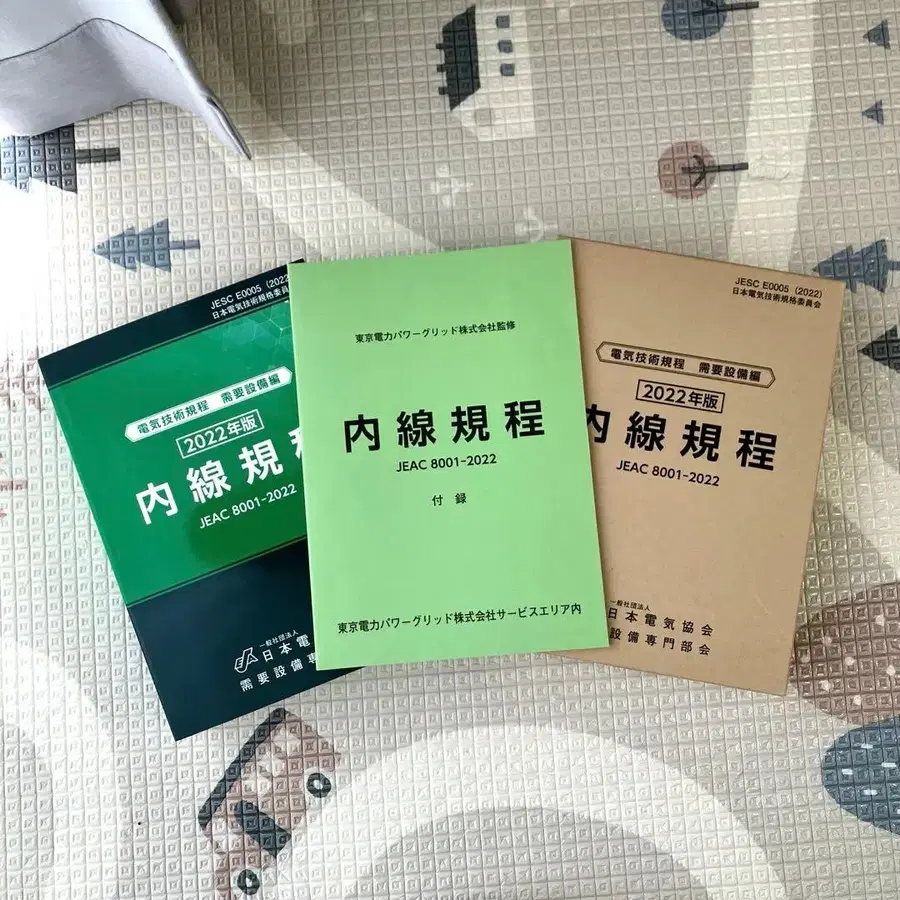 JESC E0005 (2022
日本電気技術規格委員
電気技術規程 需要設備編
2022年版
内線規
JEAC 8001-2022
一般社団法人
日本電
需要設備専
東京電力パワーグリッド株式会社監修
内線規程
JEAC 8001-2022
付録
東京電力パワーグリッド株式会社サービスエリア内
JESC E0005 (2022)
日本電気技術規格委員会
電気技術規程 需要設備編
2022年版
内線規程
JEAC 8001-2022
一般社団法人
日本電気協会
設備専門部会